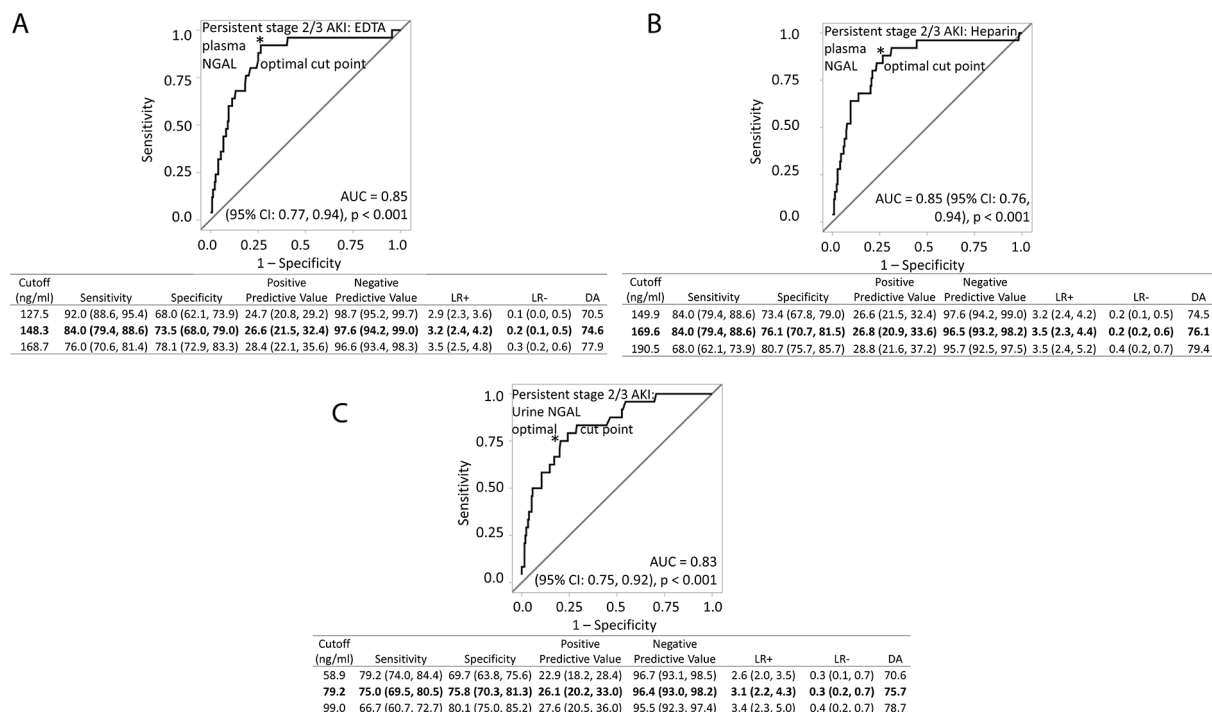 A
Persistent stage 2/3 AKI: EDTA
plasma
NGAL
*
optimal cut point
1.0
0.75
0.50
0.25
0.0
Sensitivity
AUC = 0.85
(95% CI: 0.77, 0.94), p < 0.001
0.0 0.25 0.5 0.75 1.0
1 – Specificity
Cutoff (ng/ml) Sensitivity Specificity Positive Predictive Value Negative Predictive Value LR+ LR- DA
127.5 92.0 (88.6, 95.4) 68.0 (62.1, 73.9) 24.7 (20.8, 29.2) 98.7 (95.2, 99.7) 2.9 (2.3, 3.6) 0.1 (0.0, 0.5) 70.5
148.3 84.0 (79.4, 88.6) 73.5 (68.0, 79.0) 26.6 (21.5, 32.4) 97.6 (94.2, 99.0) 3.2 (2.4, 4.2) 0.2 (0.1, 0.5) 74.6
168.7 76.0 (70.6, 81.4) 78.1 (72.9, 83.3) 28.4 (22.1, 35.6) 96.6 (93.4, 98.3) 3.5 (2.5, 4.8) 0.3 (0.2, 0.6) 77.9
B
Persistent stage 2/3 AKI: Heparin
plasma
NGAL
*
optimal cut point
1.0
0.75
0.50
0.25
0.0
Sensitivity
AUC = 0.85 (95% CI: 0.76,
0.94), p < 0.001
0.0 0.25 0.5 0.75 1.0
1 – Specificity
Cutoff (ng/ml) Sensitivity Specificity Positive Predictive Value Negative Predictive Value LR+ LR- DA
149.9 84.0 (79.4, 88.6) 73.4 (67.8, 79.0) 26.6 (21.5, 32.4) 97.6 (94.2, 99.0) 3.2 (2.4, 4.4) 0.2 (0.1, 0.6) 74.5
169.6 84.0 (79.4, 88.6) 76.1 (70.7, 81.5) 26.8 (20.9, 33.6) 96.5 (93.2, 98.2) 3.5 (2.3, 4.4) 0.2 (0.2, 0.6) 76.1
190.5 68.0 (62.1, 73.9) 80.7 (75.7, 85.7) 28.8 (21.6, 37.2) 95.7 (92.5, 97.5) 3.5 (2.4, 5.2) 0.4 (0.2, 0.7) 79.4
C
Persistent stage 2/3 AKI:
Urine NGAL
optimal cut point
*
1.0
0.75
0.50
0.25
0.0
Sensitivity
AUC = 0.83
(95% CI: 0.75, 0.92), p < 0.001
0.0 0.25 0.5 0.75 1.0
1 – Specificity
Cutoff (ng/ml) Sensitivity Specificity Positive Predictive Value Negative Predictive Value LR+ LR- DA
58.9 79.2 (74.0, 84.4) 69.7 (63.8, 75.6) 22.9 (18.2, 28.4) 96.7 (93.1, 98.5) 2.6 (2.0, 3.5) 0.3 (0.1, 0.7) 70.6
79.2 75.0 (69.5, 80.5) 75.8 (70.3, 81.3) 26.1 (20.2, 33.0) 96.4 (93.0, 98.2) 3.1 (2.2, 4.3) 0.3 (0.2, 0.7) 75.7
99.0 66.7 (60.7, 72.7) 80.1 (75.0, 85.2) 27.6 (20.5, 36.0) 95.5 (92.3, 97.4) 3.4 (2.3, 5.0) 0.4 (0.2, 0.7) 78.7